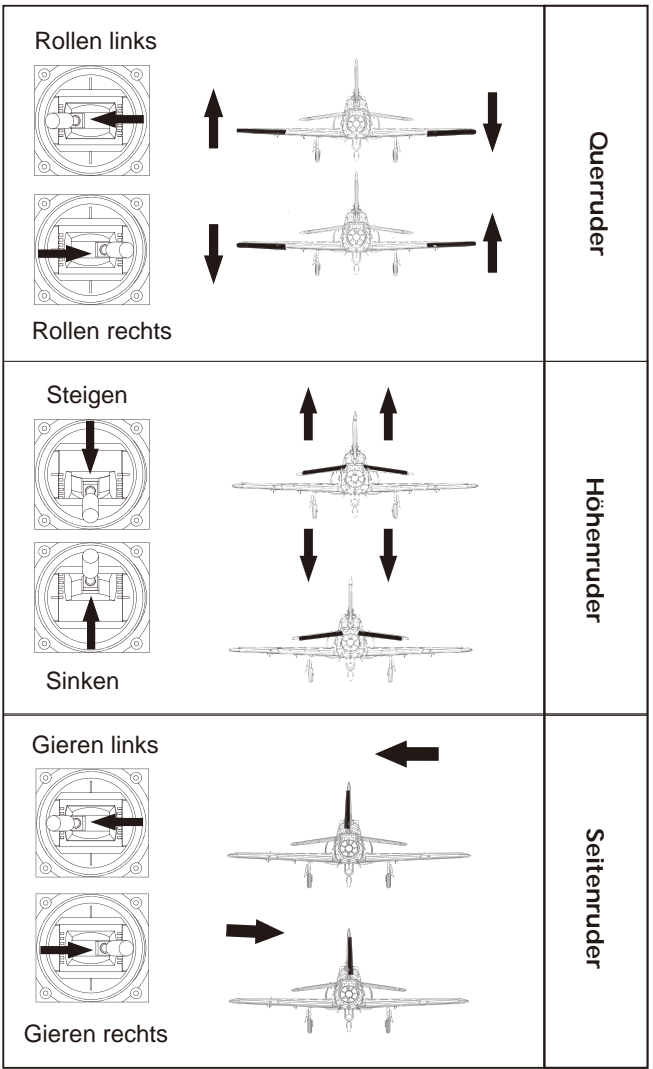 Rollen links
Rollen rechts
Querruder
Steigen
Sinken
Höhenruder
Gieren links
Gieren rechts
Seitenruder